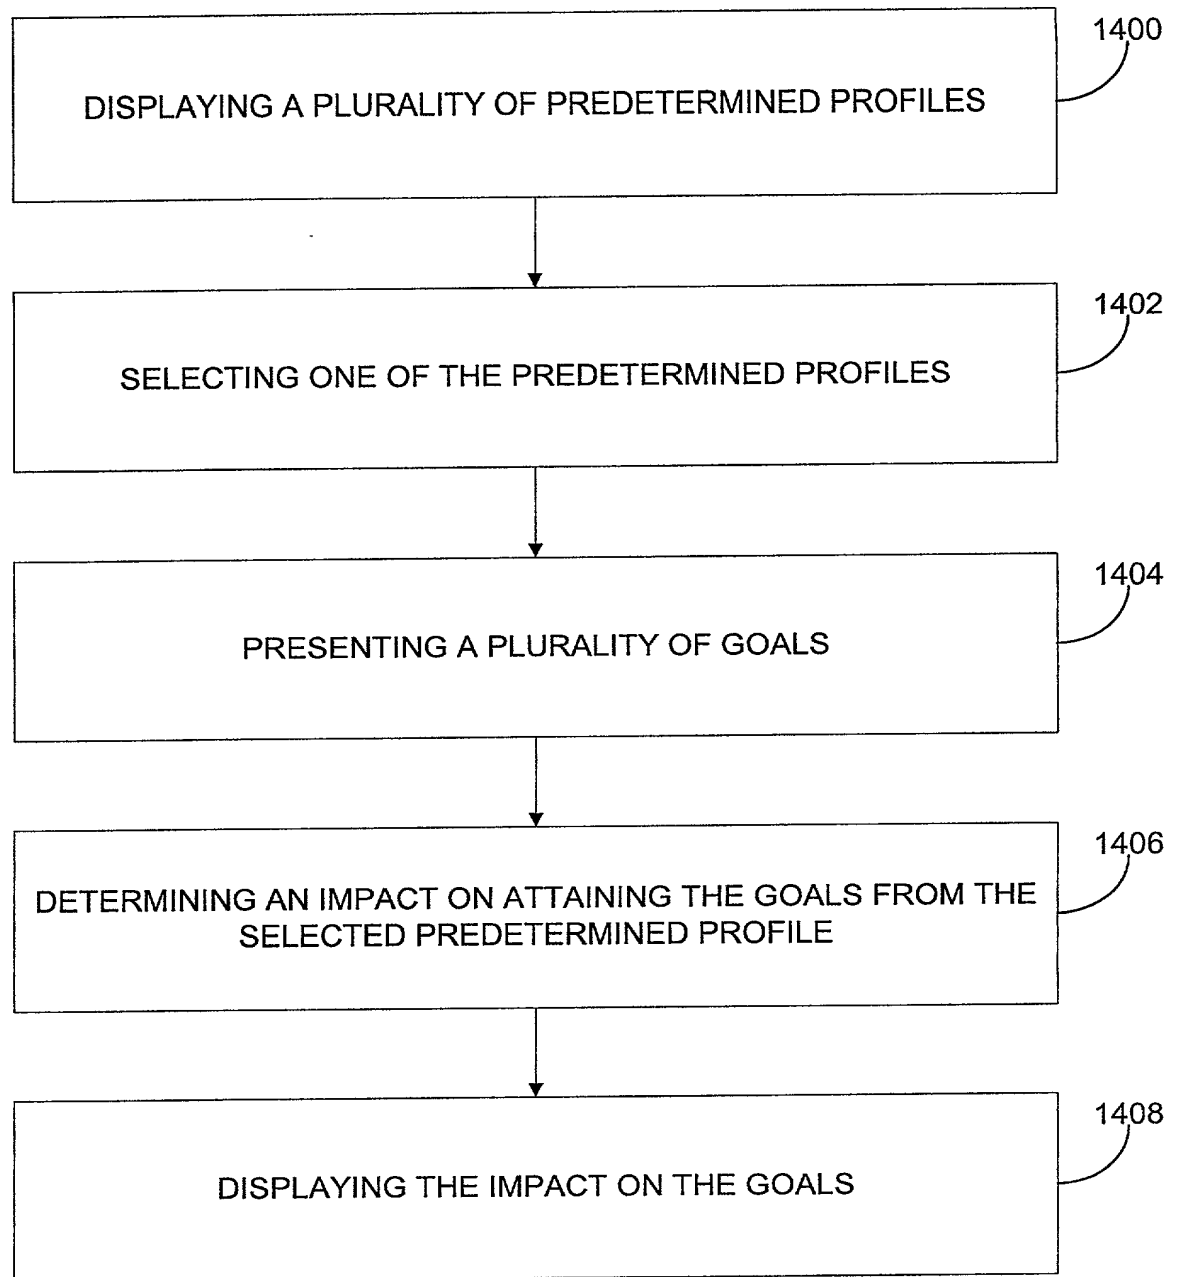 1400
DISPLAYING A PLURALITY OF PREDETERMINED PROFILES
1402
SELECTING ONE OF THE PREDETERMINED PROFILES
1404
PRESENTING A PLURALITY OF GOALS
1406
DETERMINING AN IMPACT ON ATTAINING THE GOALS FROM THE
SELECTED PREDETERMINED PROFILE
1408
DISPLAYING THE IMPACT ON THE GOALS